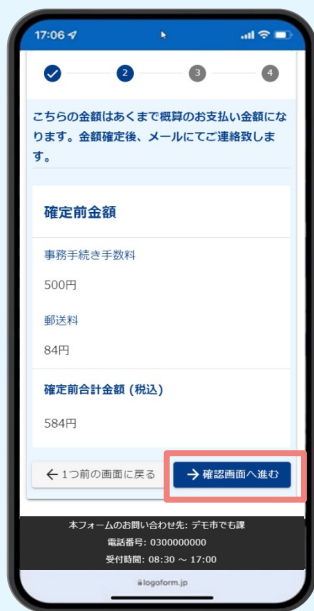 17:06
2
3
4
こちらの金額はあくまで概算のお支払い金額にな
ります。金額確定後、メールにてご連絡致しま
す。
確定前金額
事務手続き手数料
500円
郵送料
84円
確定前合計金額 (税込)
584円
← 1つ前の画面に戻る
→ 確認画面へ進む
本フォームのお問い合わせ先: デモ市でも課
電話番号: 0300000000
受付時間: 08:30 ～ 17:00
logoform.jp